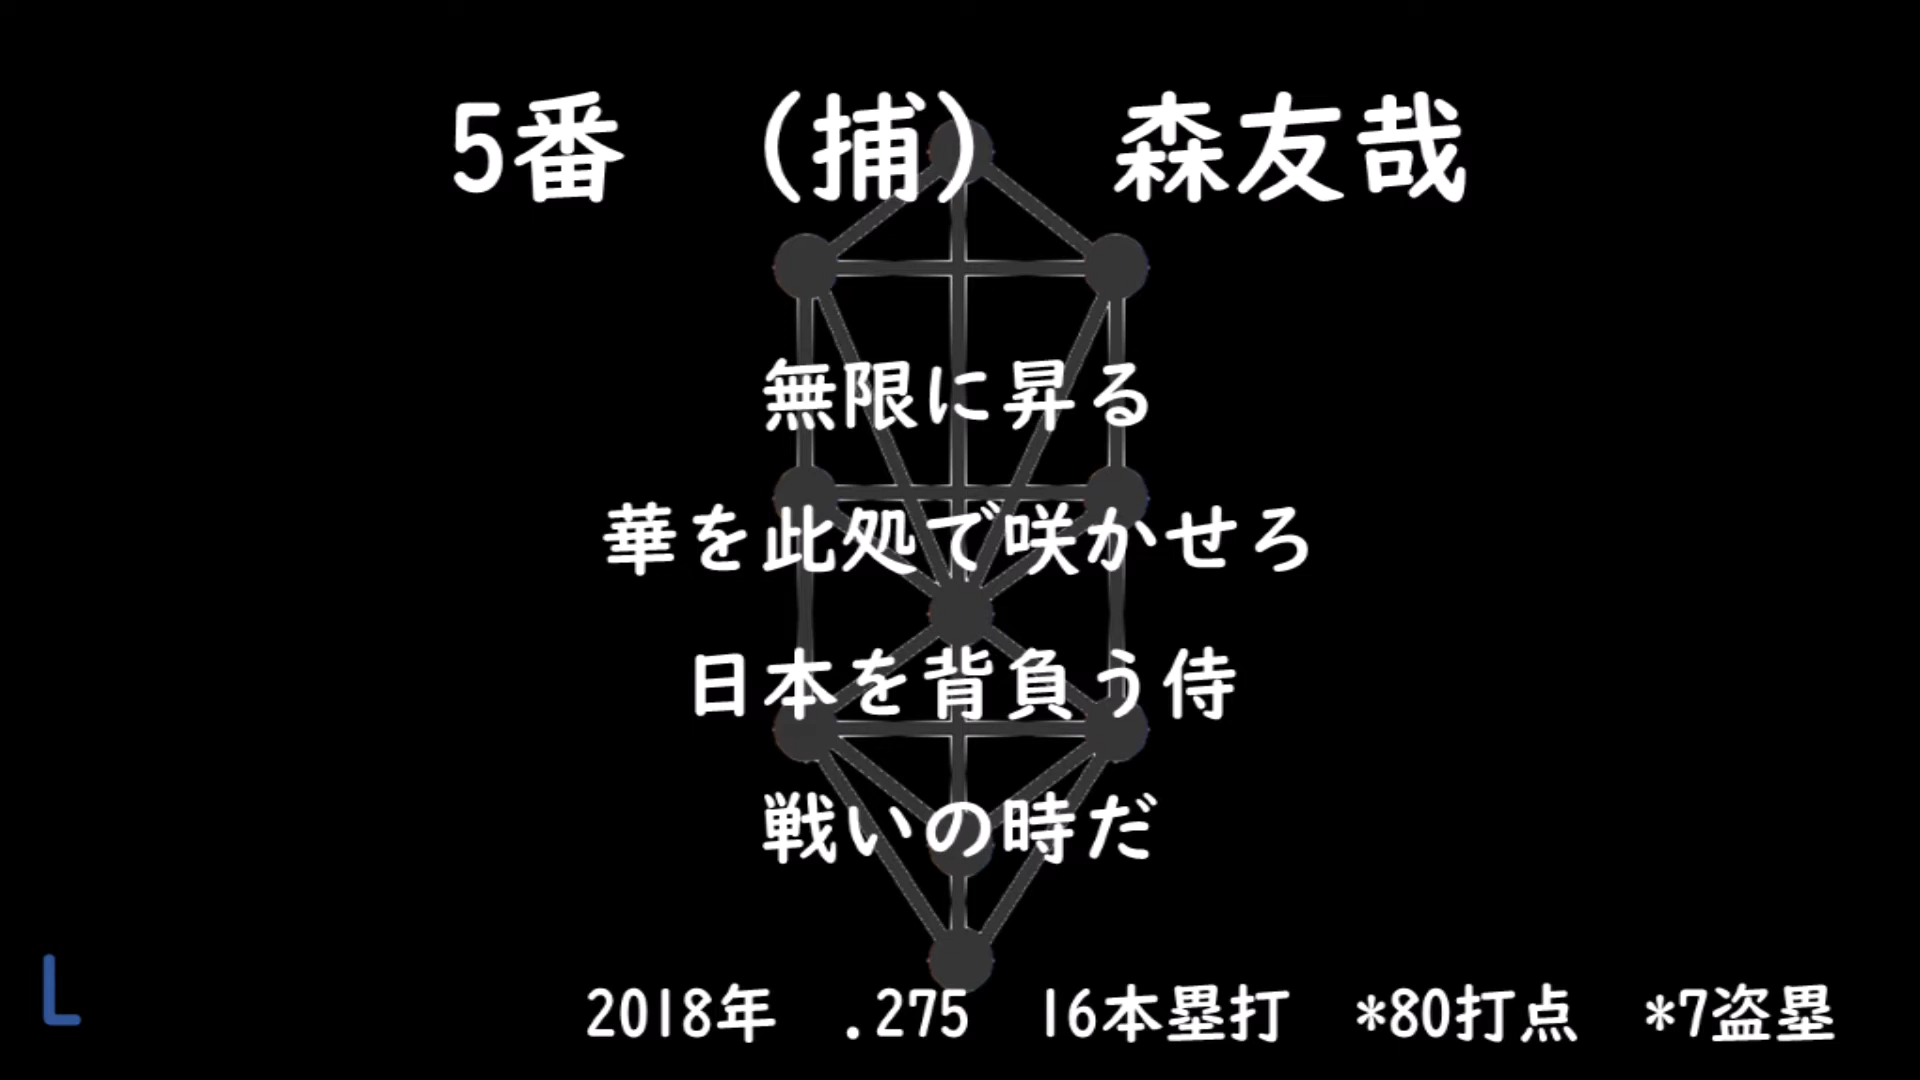 5番 （捕） 森友哉
無限に昇る
華を此処で咲かせろ
日本を背負う侍
戦いの時だ
L
2018年 .275 16本塁打 *80打点 *7盗塁